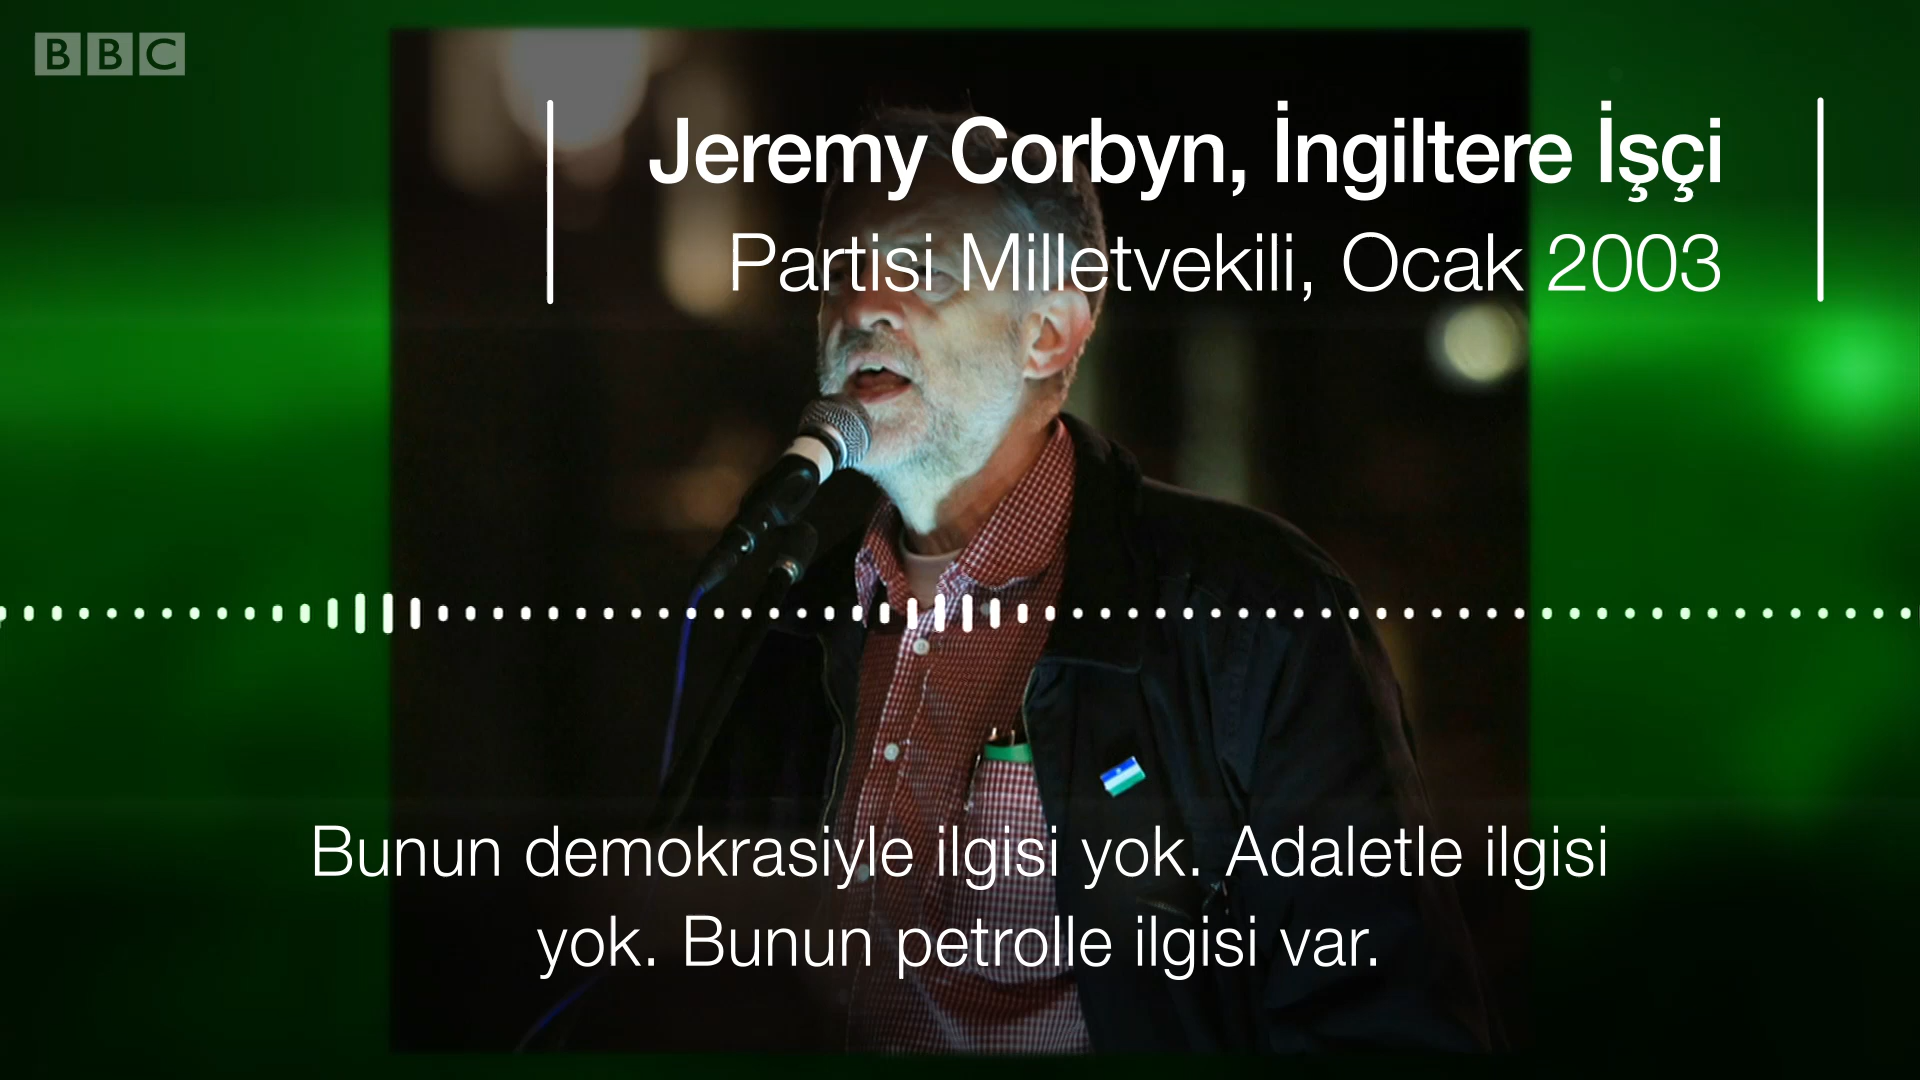 BBC
Jeremy Corbyn, İngiltere İşçi
Partisi Milletvekili, Ocak 2003
Bunun demokrasiyle ilgisi yok. Adaletle ilgisi
yok. Bunun petrolle ilgisi var.